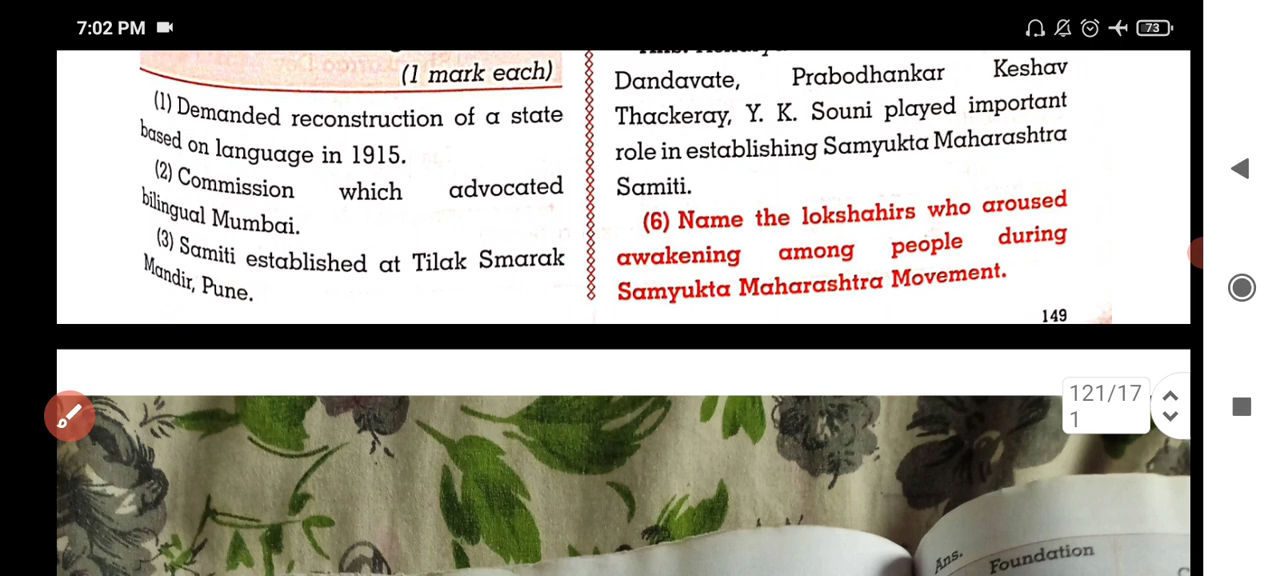 7:02 PM
73
(1 mark each)
(1) Demanded reconstruction of a state
based on language in 1915.
(2) Commission which advocated
bilingual Mumbai.
(3) Samiti established at Tilak Smarak
Mandir, Pune.
Dandavate, Prabodhankar Keshav
Thackeray, Y. K. Souni played important
role in establishing Samyukta Maharashtra
Samiti.
(6) Name the lokshahirs who aroused
awakening among people during
Samyukta Maharashtra Movement.
149
121/17
1
Ans.
Foundation